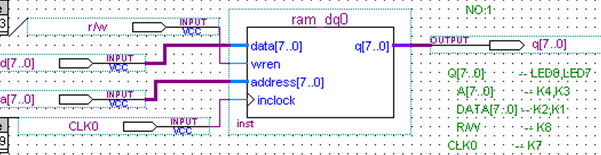 r/w
INPUT
VCC
ram_dq0
NO:1
d[7..0]
INPUT
VCC
data[7..0]
q[7..0]
OUTPUT
q[7..0]
wren
a[7..0]
INPUT
VCC
address[7..0]
Q[7..0] -- LED8,LED7
A[7..0] -- K4,K3
inclock
DATA[7..0] -- K2,K1
CLK0
INPUT
VCC
inst
R/W -- K8
CLK0 -- K7